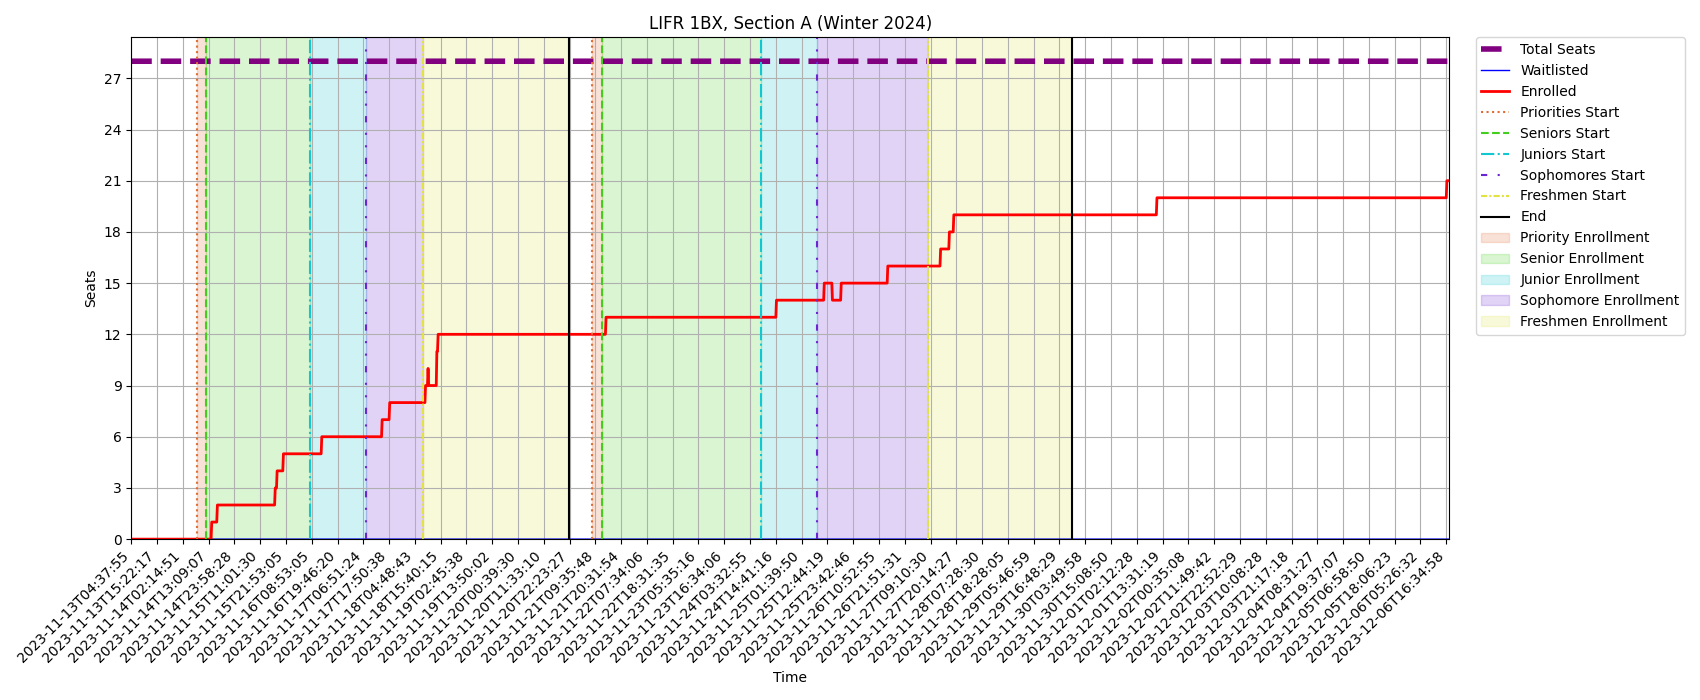 LIFR 1BX, Section A (Winter 2024)
Total Seats
Waitlisted
Enrolled
Priorities Start
Seniors Start
Juniors Start
Sophomores Start
Freshmen Start
End
Priority Enrollment
Senior Enrollment
Junior Enrollment
Sophomore Enrollment
Freshmen Enrollment
Seats
27
24
21
18
15
12
9
6
3
0
2023-11-13T04:37:55
2023-11-13T15:22:17
2023-11-14T02:14:51
2023-11-14T13:09:07
2023-11-14T23:58:28
2023-11-15T11:01:30
2023-11-15T21:53:05
2023-11-16T08:53:05
2023-11-16T19:46:20
2023-11-17T06:51:24
2023-11-17T17:50:38
2023-11-18T04:48:43
2023-11-18T15:40:15
2023-11-19T02:45:38
2023-11-19T13:50:02
2023-11-20T00:39:30
2023-11-20T11:33:10
2023-11-20T22:23:27
2023-11-21T09:35:48
2023-11-21T20:31:54
2023-11-22T07:34:06
2023-11-22T18:31:35
2023-11-23T05:35:16
2023-11-23T16:34:06
2023-11-24T03:32:55
2023-11-24T14:41:16
2023-11-25T01:39:50
2023-11-25T12:44:19
2023-11-25T23:42:46
2023-11-26T10:52:55
2023-11-26T21:51:31
2023-11-27T09:10:30
2023-11-27T20:14:27
2023-11-28T07:28:30
2023-11-28T18:28:05
2023-11-29T05:46:59
2023-11-29T16:48:29
2023-11-30T03:49:58
2023-11-30T15:08:50
2023-12-01T02:12:28
2023-12-01T13:31:19
2023-12-02T00:35:08
2023-12-02T11:49:42
2023-12-02T22:52:29
2023-12-03T10:08:28
2023-12-03T21:17:18
2023-12-04T08:31:27
2023-12-04T19:37:07
2023-12-05T06:58:50
2023-12-05T18:06:23
2023-12-06T05:26:32
2023-12-06T16:34:58
Time